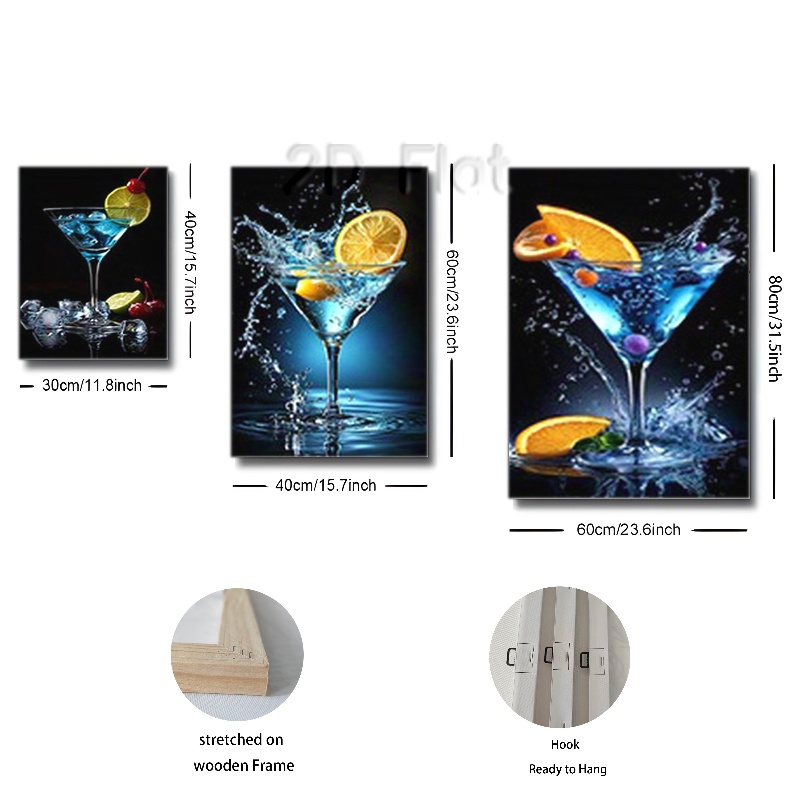 2D Flat
40cm/15.7inch
60cm/23.6inch
80cm/31.5inch
30cm/11.8inch
40cm/15.7inch
60cm/23.6inch
stretched on
wooden Frame
Hook
Ready to Hang